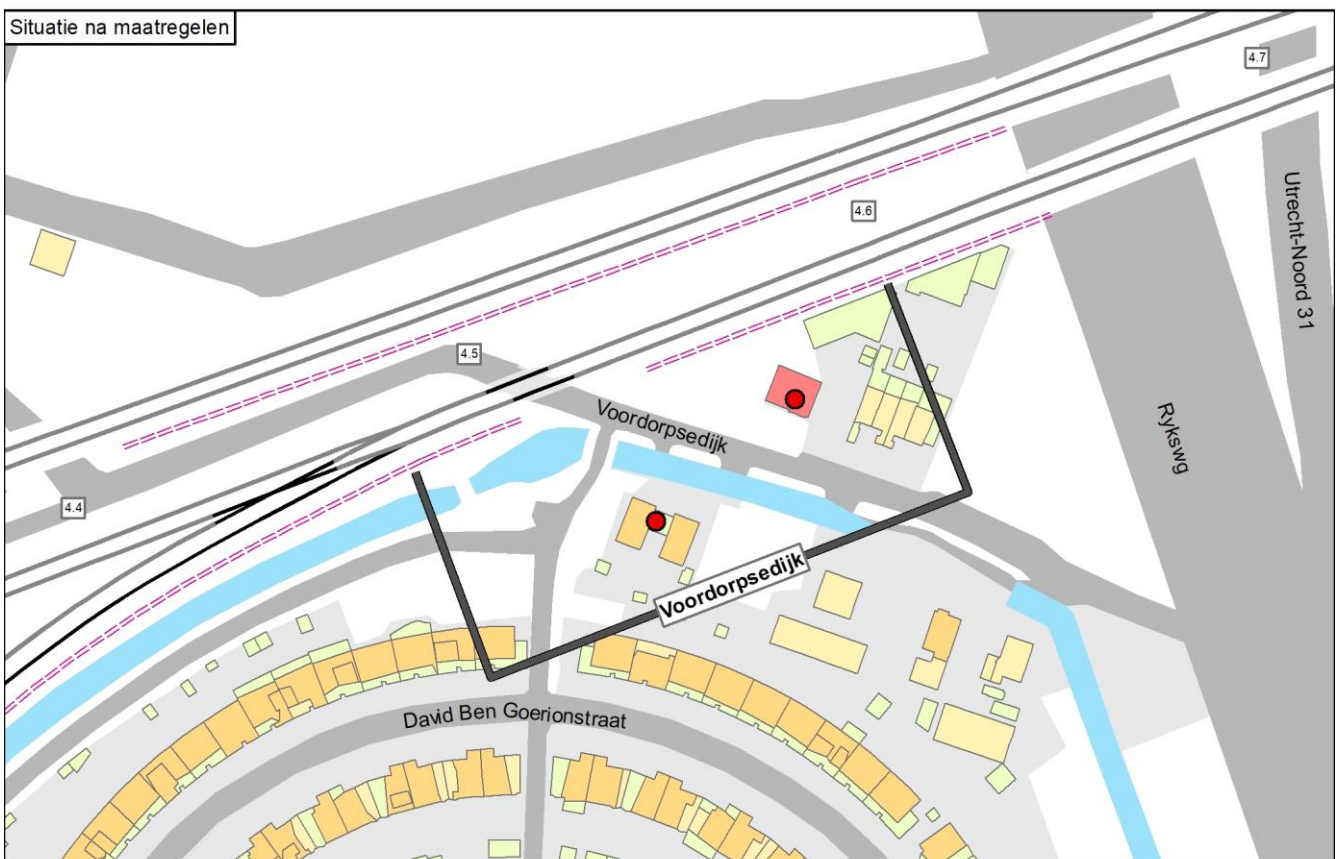 Situatie na maatregelen
4.7
4.6
Utrecht-Noord 31
4.5
Voordorpsedijk
Rykswg
4.4
Voordorpsedijk
David Ben Goerionstraat